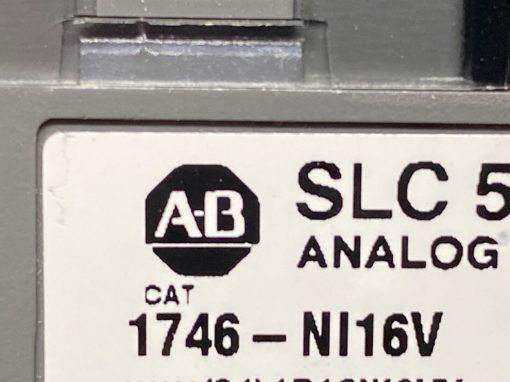 SLC 5
A-B
ANALOG
CAT
1746 - NI16V